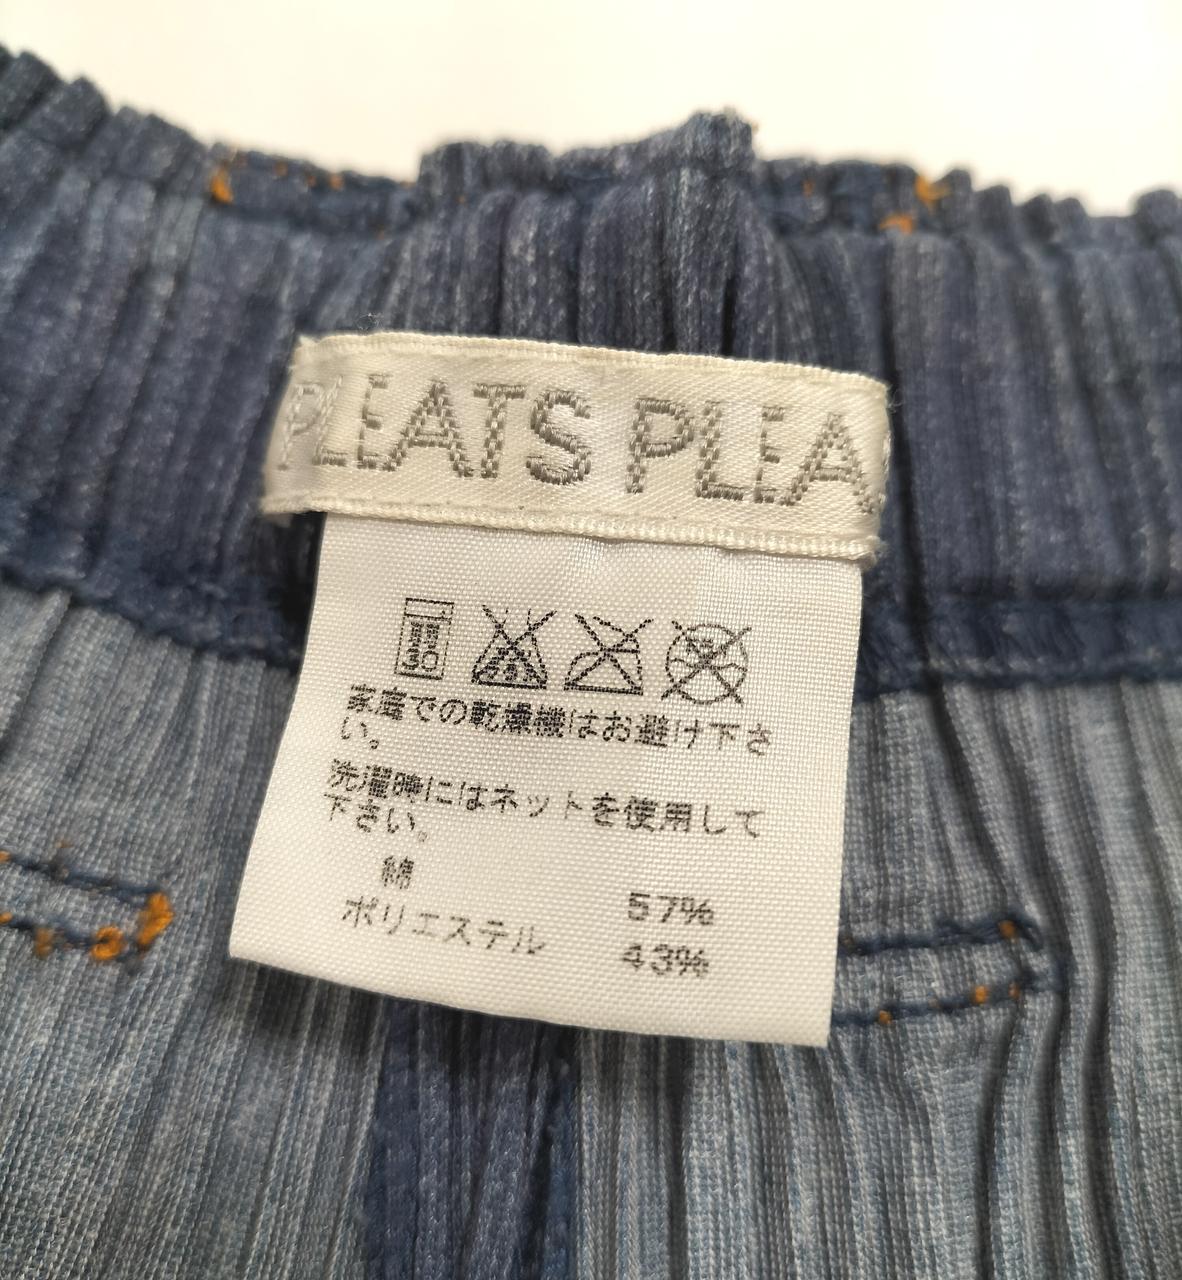 PLEATS PLEA
家庭での乾燥機はお避け下さ
い。
洗濯時にはネットを使用して
下さい。
綿 57%
ポリエステル 43%